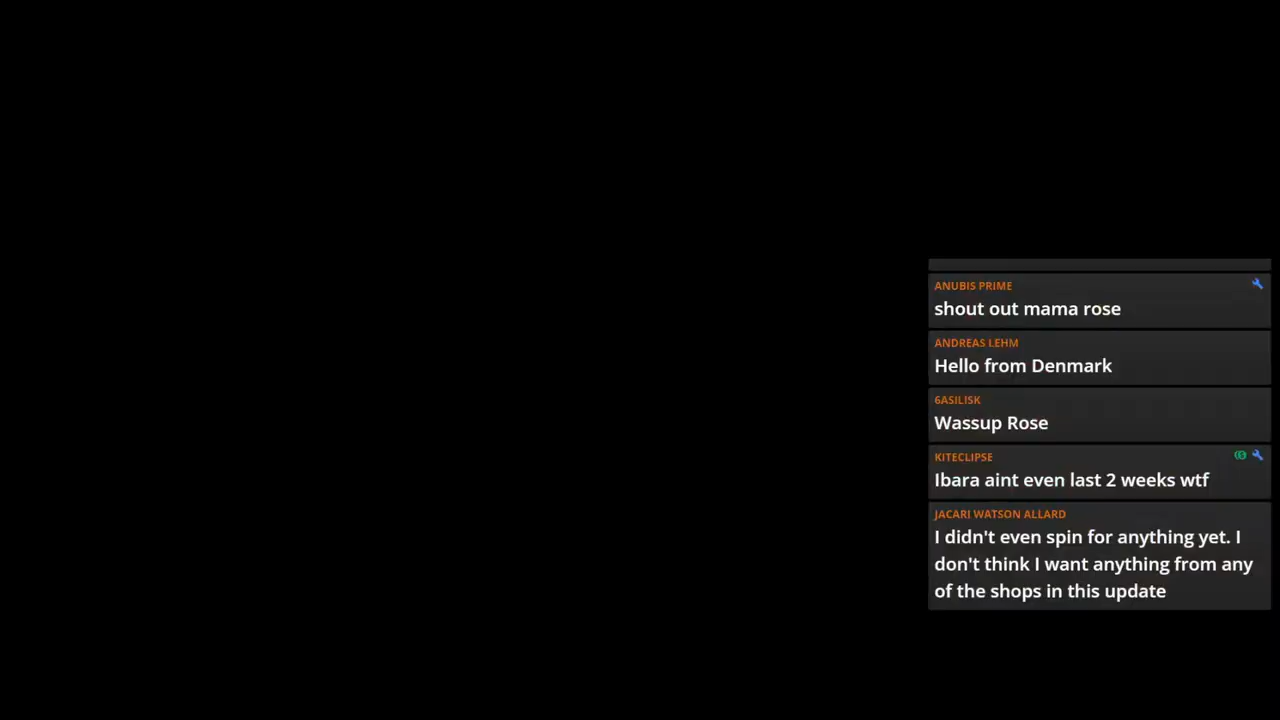 ANUBIS PRIME
shout out mama rose
ANDREAS LEHM
Hello from Denmark
6ASILISK
Wassup Rose
KITECLIPSE
Ibara aint even last 2 weeks wtf
JACARI WATSON ALLARD
I didn't even spin for anything yet. I
don't think I want anything from any
of the shops in this update